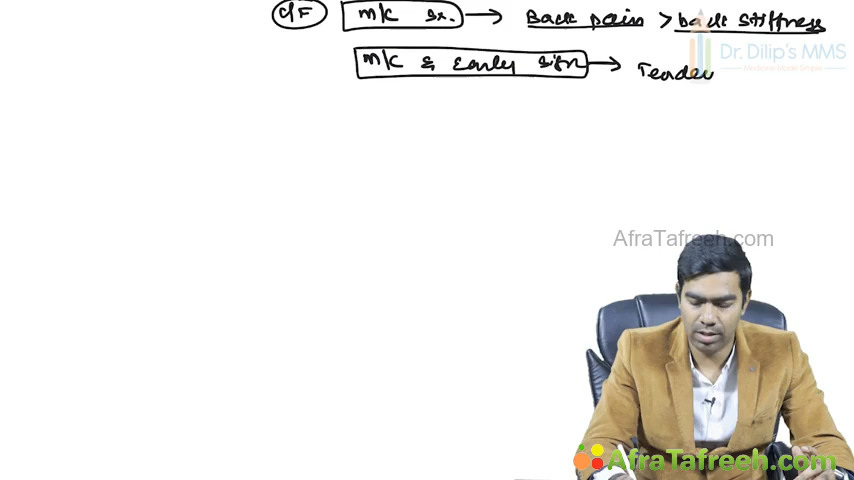 C/F m/c sx. → Back pain > back stiffness
Dr. Dilip's MMS
Medicine Made Simple
m/c & Early sign → Tender
AfraTafreeh.com
AfraTafreeh.com